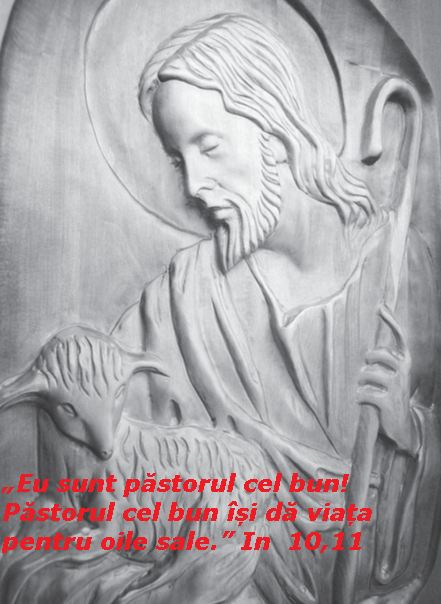 „Eu sunt păstorul cel bun!
Păstorul cel bun își dă viața
pentru oile sale.” In  10,11